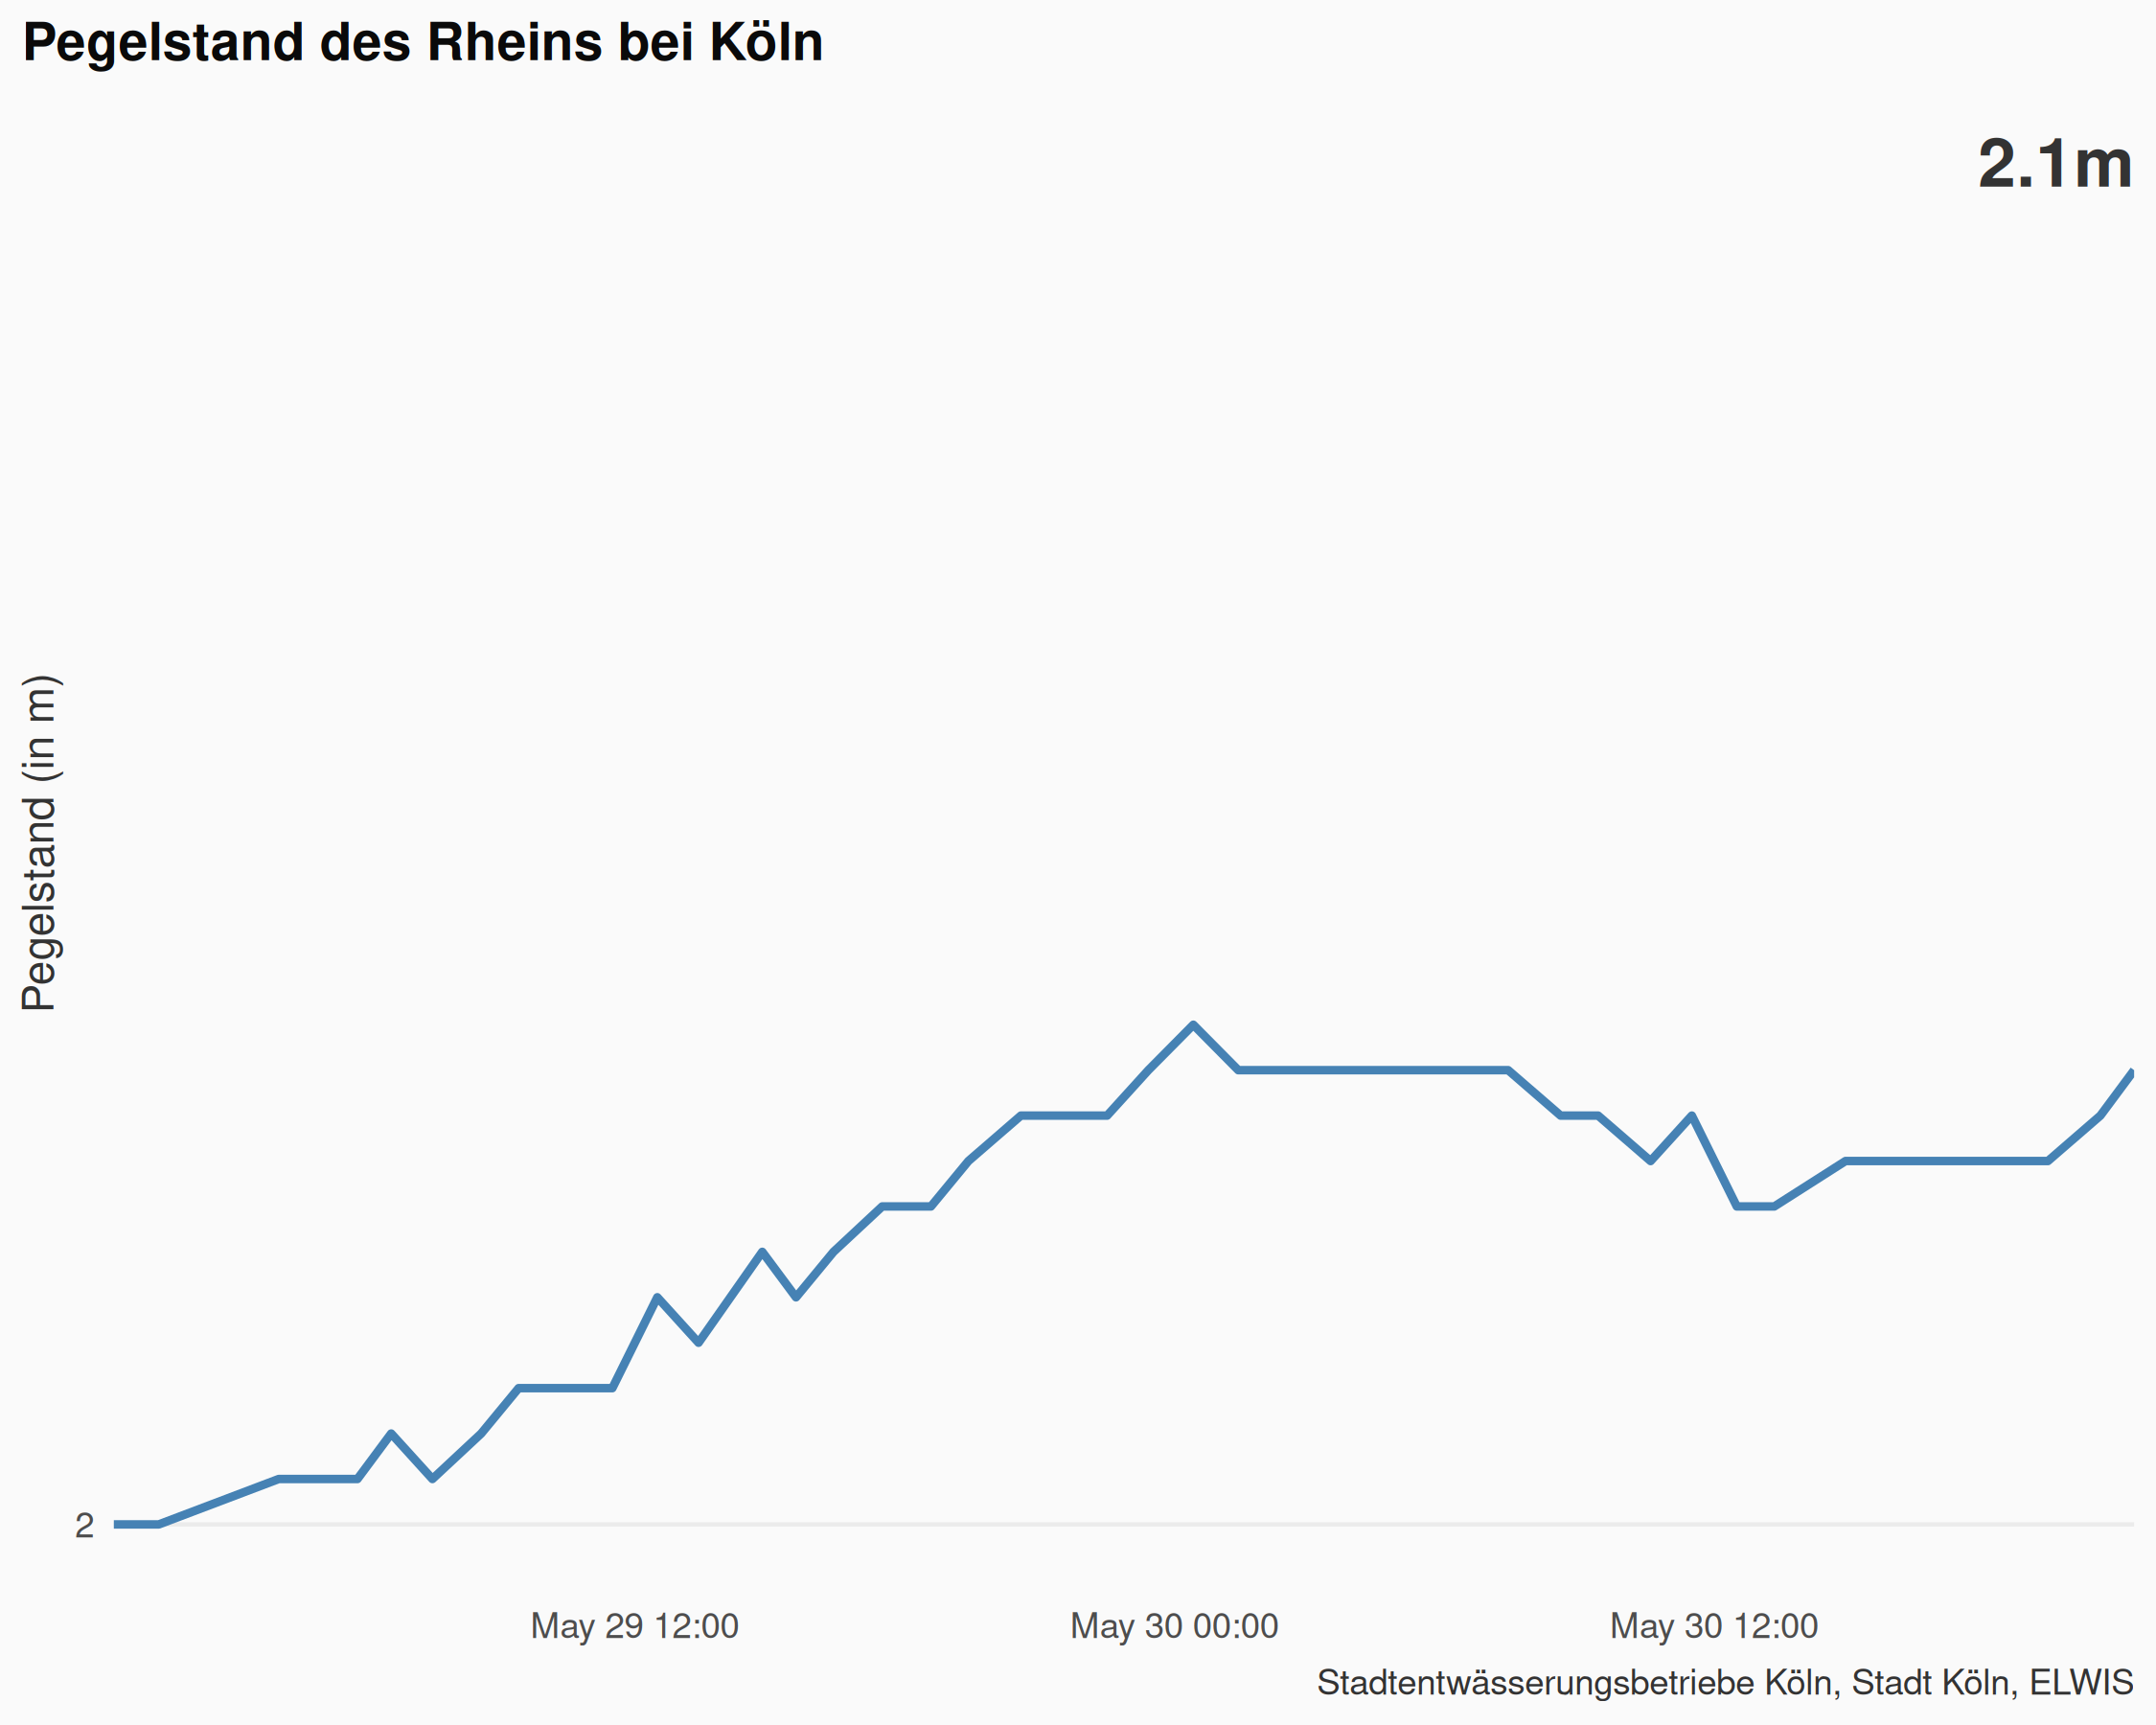 Pegelstand des Rheins bei Köln
2.1m
Pegelstand (in m)
2
May 29 12:00 May 30 00:00 May 30 12:00
Stadtentwässerungsbetriebe Köln, Stadt Köln, ELWIS